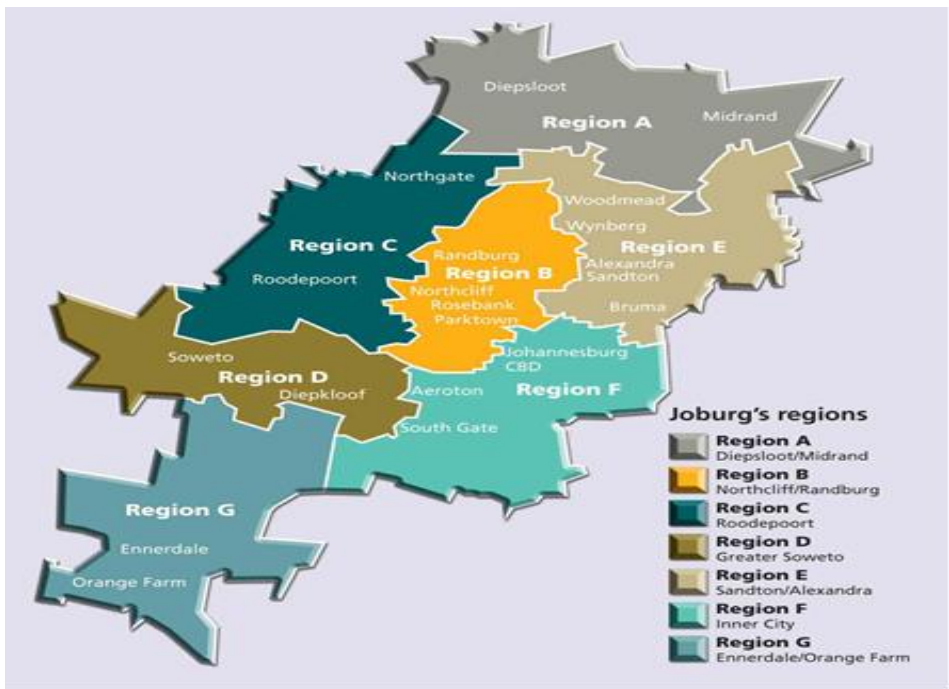 Diepsloot
Region A
Midrand
Northgate
Woodmead
Wynberg
Region C
Region E
Randburg
Alexandra
Region B
Sandton
Roodepoort
Northcliff
Rosebank
Bruma
Parktown
Johannesburg
CBD
Soweto
Region D
Aeroton
Region F
Diepkloof
South Gate
Region G
Ennerdale
Orange Farm
Joburg's regions
Region A
Diepsloot/Midrand
Region B
Northcliff/Randburg
Region C
Roodepoort
Region D
Greater Soweto
Region E
Sandton/Alexandra
Region F
Inner City
Region G
Ennerdale/Orange Farm